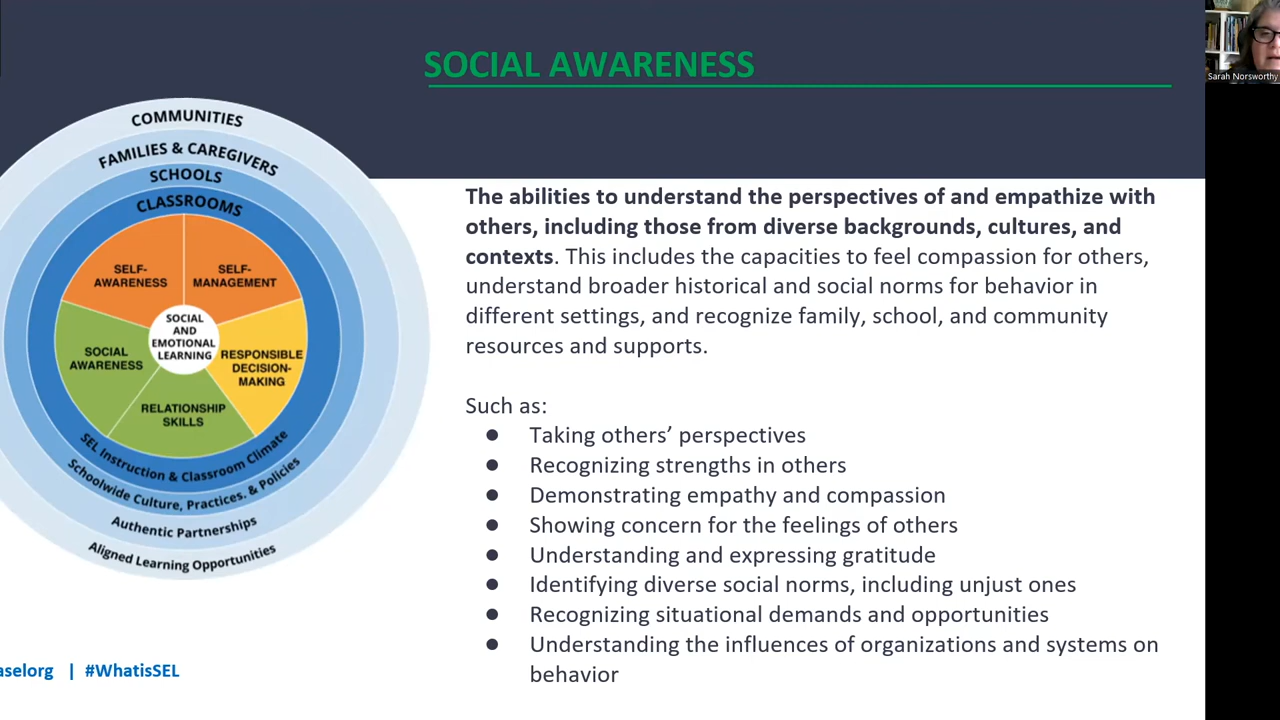 SOCIAL AWARENESS
Sarah Norsworthy
COMMUNITIES
FAMILIES & CAREGIVERS
SCHOOLS
CLASSROOMS
SELF-
AWARENESS
SELF-
MANAGEMENT
SOCIAL
AND
EMOTIONAL
LEARNING
SOCIAL
AWARENESS
RESPONSIBLE
DECISION-
MAKING
RELATIONSHIP
SKILLS
SEL Instruction & Classroom Climate
Schoolwide Culture, Practices, & Policies
Authentic Partnerships
Aligned Learning Opportunities
The abilities to understand the perspectives of and empathize with
others, including those from diverse backgrounds, cultures, and
contexts. This includes the capacities to feel compassion for others,
understand broader historical and social norms for behavior in
different settings, and recognize family, school, and community
resources and supports.
Such as:
● Taking others’ perspectives
● Recognizing strengths in others
● Demonstrating empathy and compassion
● Showing concern for the feelings of others
● Understanding and expressing gratitude
● Identifying diverse social norms, including unjust ones
● Recognizing situational demands and opportunities
● Understanding the influences of organizations and systems on
behavior
aselorg | #WhatisSEL